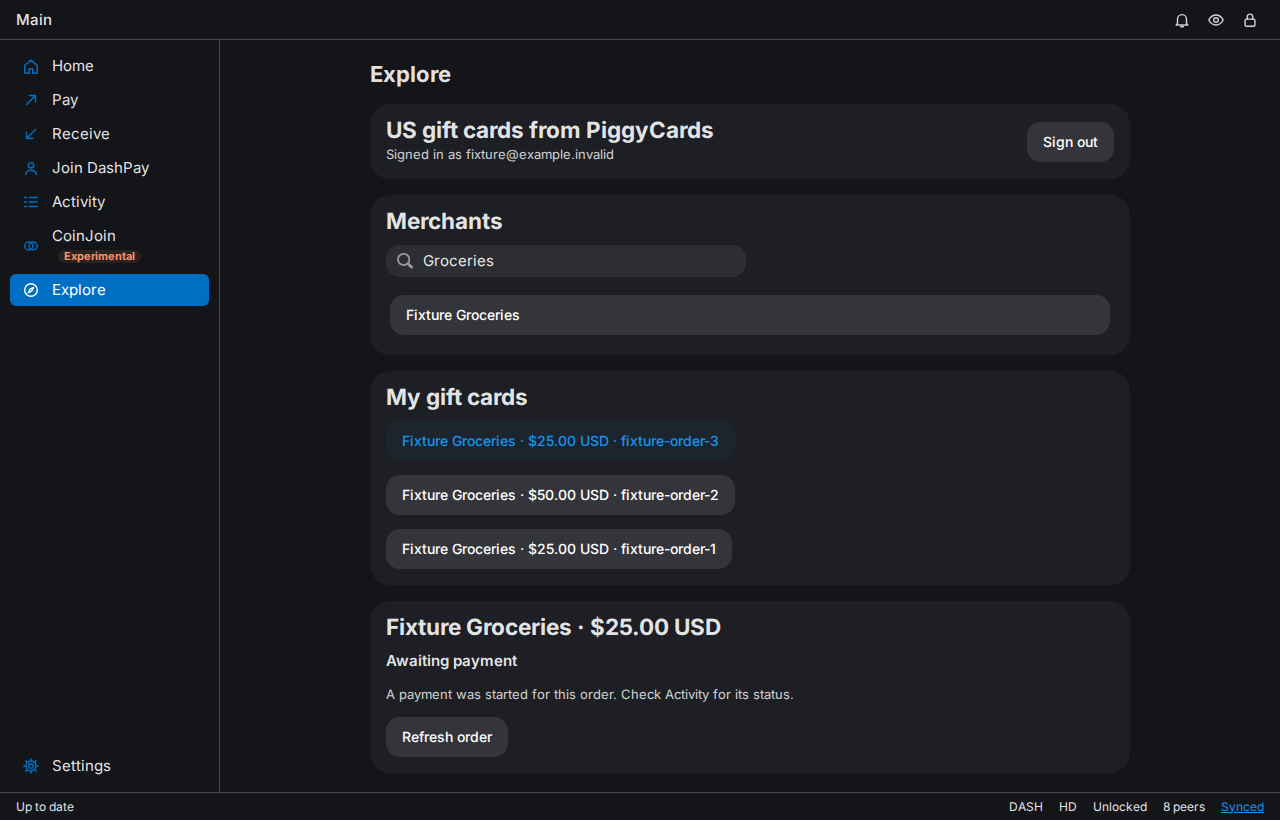 Main
Home
Pay
Receive
Join DashPay
Activity
CoinJoin
Experimental
Explore
Settings
Explore
US gift cards from PiggyCards
Signed in as fixture@example.invalid
Sign out
Merchants
Groceries
Fixture Groceries
My gift cards
Fixture Groceries · $25.00 USD · fixture-order-3
Fixture Groceries · $50.00 USD · fixture-order-2
Fixture Groceries · $25.00 USD · fixture-order-1
Fixture Groceries · $25.00 USD
Awaiting payment
A payment was started for this order. Check Activity for its status.
Refresh order
Up to date
DASH HD Unlocked 8 peers Synced